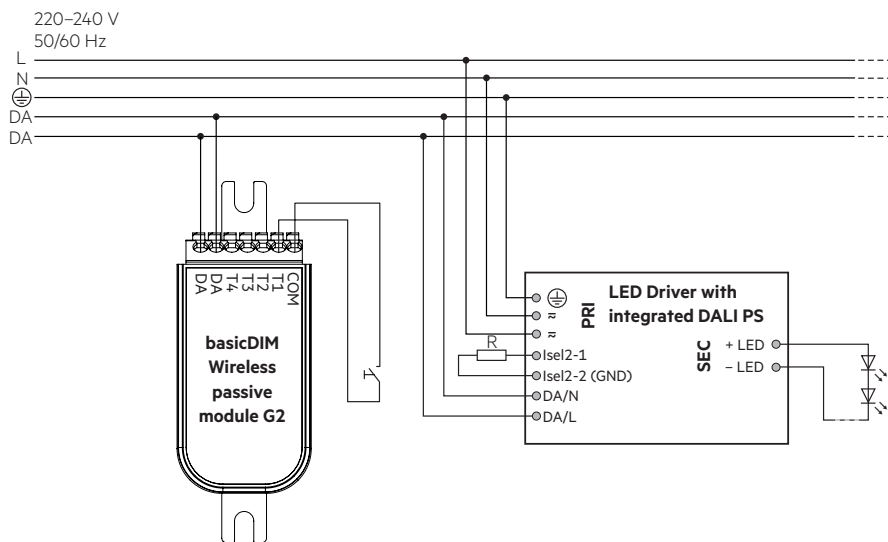 220–240 V
50/60 Hz
L
N
DA
DA
DA
DA
T4
T3
T2
T1
COM
basicDIM
Wireless
passive
module G2
LED Driver with
integrated DALI PS
PRI
≂
≂
R
Isel2-1
Isel2-2 (GND)
DA/N
DA/L
SEC
+ LED
– LED